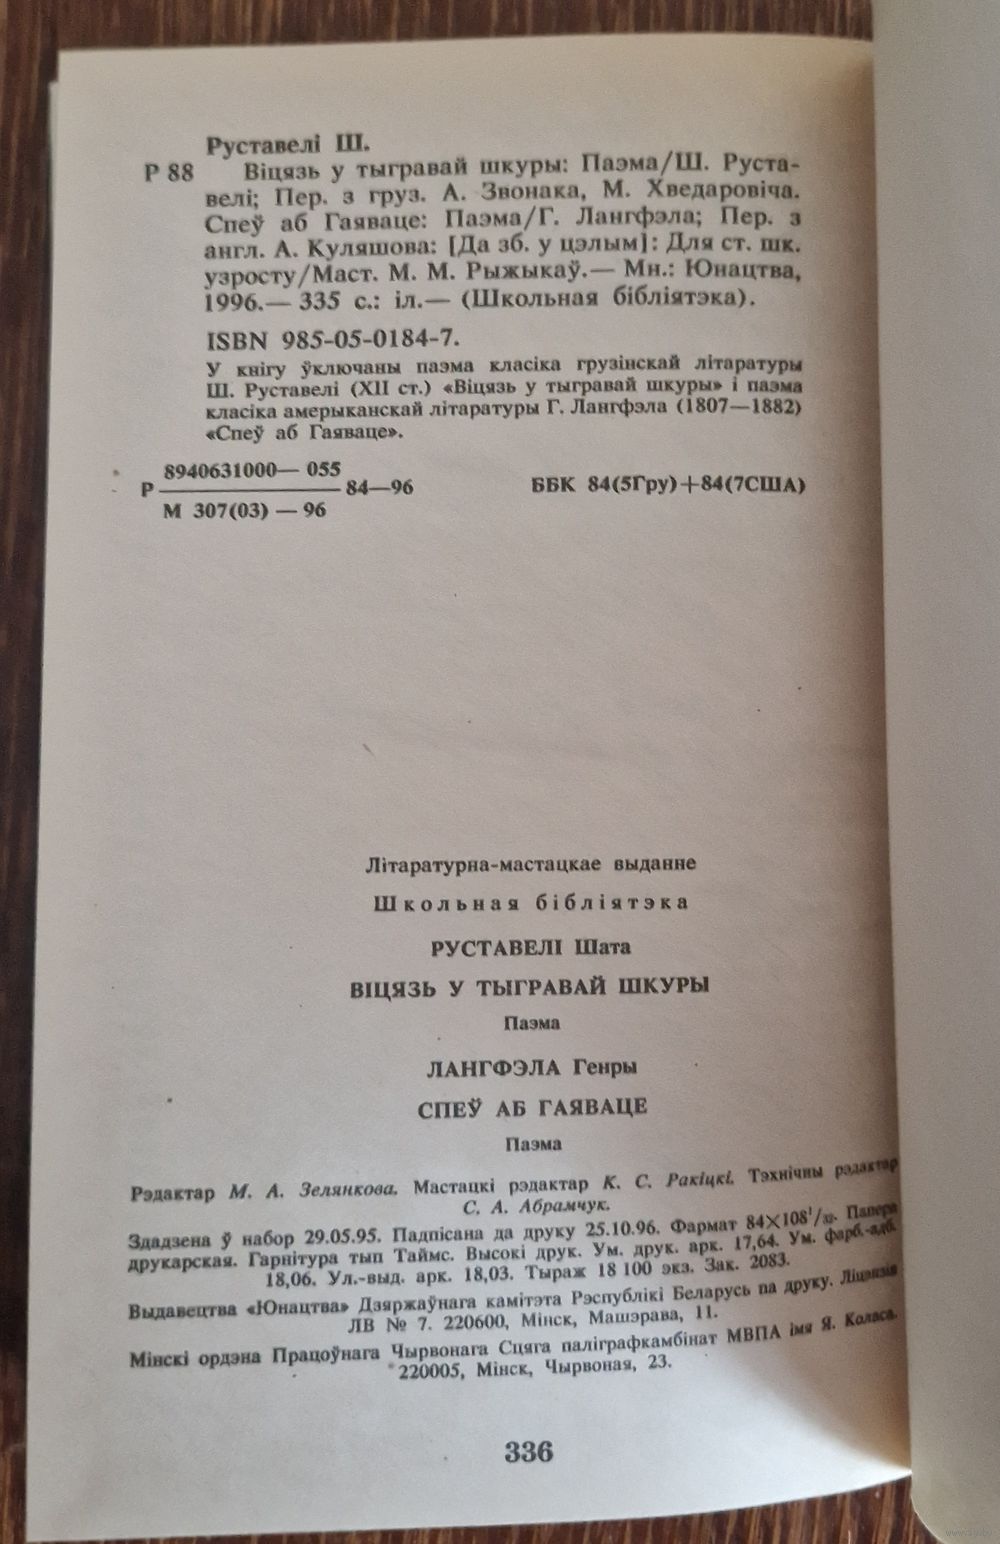 Руставелі Ш.
Р 88 Віцязь у тыгравай шкуры: Паэма/Ш. Руста-
велі; Пер. з груз. А. Звонака, М. Хведаровіча.
Спеў аб Гаяваце: Паэма/Г. Лангфэла; Пер. з
англ. А. Куляшова: [Да зб. у цэлым]: Для ст. шк.
узросту/Маст. М. М. Рыжыкаў.— Мн.: Юнацтва,
1996.— 335 с.: іл.— (Школьная бібліятэка).
ISBN 985-05-0184-7.
У кнігу ўключаны паэма класіка грузінскай літаратуры
Ш. Руставелі (XII ст.) «Віцязь у тыгравай шкуры» і паэма
класіка амерыканскай літаратуры Г. Лангфэла (1807—1882)
«Спеў аб Гаяваце».
8940631000— 055
Р 84—96 ББК 84(5Гру)+84(7США)
М 307(03) — 96
Літаратурна-мастацкае выданне
Школьная бібліятэка
РУСТАВЕЛІ Шата
ВІЦЯЗЬ У ТЫГРАВАЙ ШКУРЫ
Паэма
ЛАНГФЭЛА Генры
СПЕЎ АБ ГАЯВАЦЕ
Паэма
Рэдактар М. А. Зелянкова. Мастацкі рэдактар К. С. Ракіцкі. Тэхнічны рэдактар
С. А. Абрамчук.
Здадзена ў набор 29.05.95. Падпісана да друку 25.10.96. Фармат 84×108¹/₃₂. Папера
друкарская. Гарнітура тып Таймс. Высокі друк. Ум. друк. арк. 17,64. Ум. фарб.-адб.
18,06. Ул.-выд. арк. 18,03. Тыраж 18 100 экз. Зак. 2083.
Выдавецтва «Юнацтва» Дзяржаўнага камітэта Рэспублікі Беларусь па друку. Ліцэнзія
ЛВ № 7. 220600, Мінск, Машэрава, 11.
Мінскі ордэна Працоўнага Чырвонага Сцяга паліграфкамбінат МВПА імя Я. Коласа.
220005, Мінск, Чырвоная, 23.
336